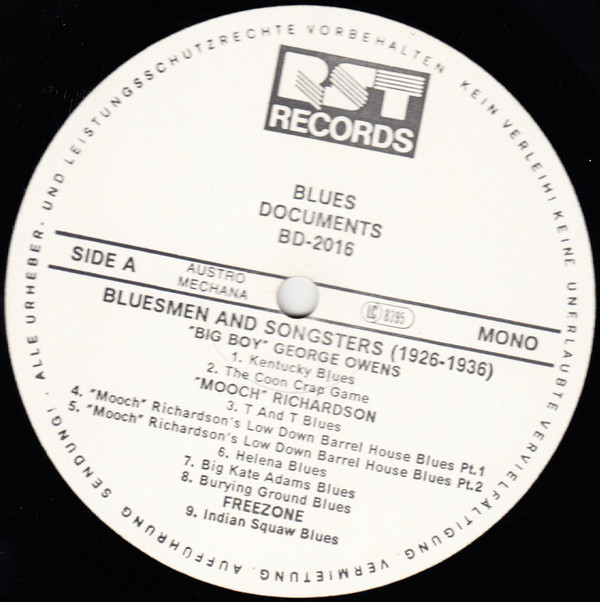 RST
RECORDS
BLUES
DOCUMENTS
BD-2016
SIDE A
AUSTRO
MECHANA
LC 8395
MONO
BLUESMEN AND SONGSTERS (1926-1936)
"BIG BOY" GEORGE OWENS
1. Kentucky Blues
2. The Coon Crap Game
"MOOCH" RICHARDSON
3. T And T Blues
4. "Mooch" Richardson's Low Down Barrel House Blues Pt.1
5. "Mooch" Richardson's Low Down Barrel House Blues Pt.2
6. Helena Blues
7. Big Kate Adams Blues
8. Burying Ground Blues
FREEZONE
9. Indian Squaw Blues
· ALLE URHEBER- UND LEISTUNGSSCHUTZRECHTE VORBEHALTEN KEIN VERLEIH! KEINE UNERLAUBTE VERVIELFÄLTIGUNG, VERMIETUNG, AUFFÜHRUNG SENDUNG!